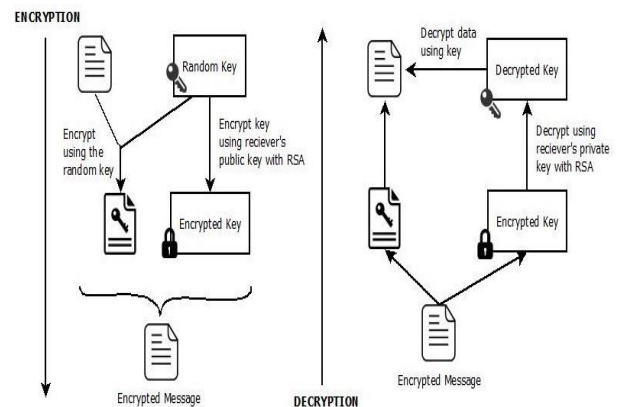 ENCRYPTION
Random Key
Encrypt
using the
random key
Encrypt key
using reciever's
public key with RSA
Encrypted Key
Encrypted Message
Decrypt data
using key
Decrypted Key
Decrypt using
reciever's private
key with RSA
Encrypted Key
Encrypted Message
DECRYPTION